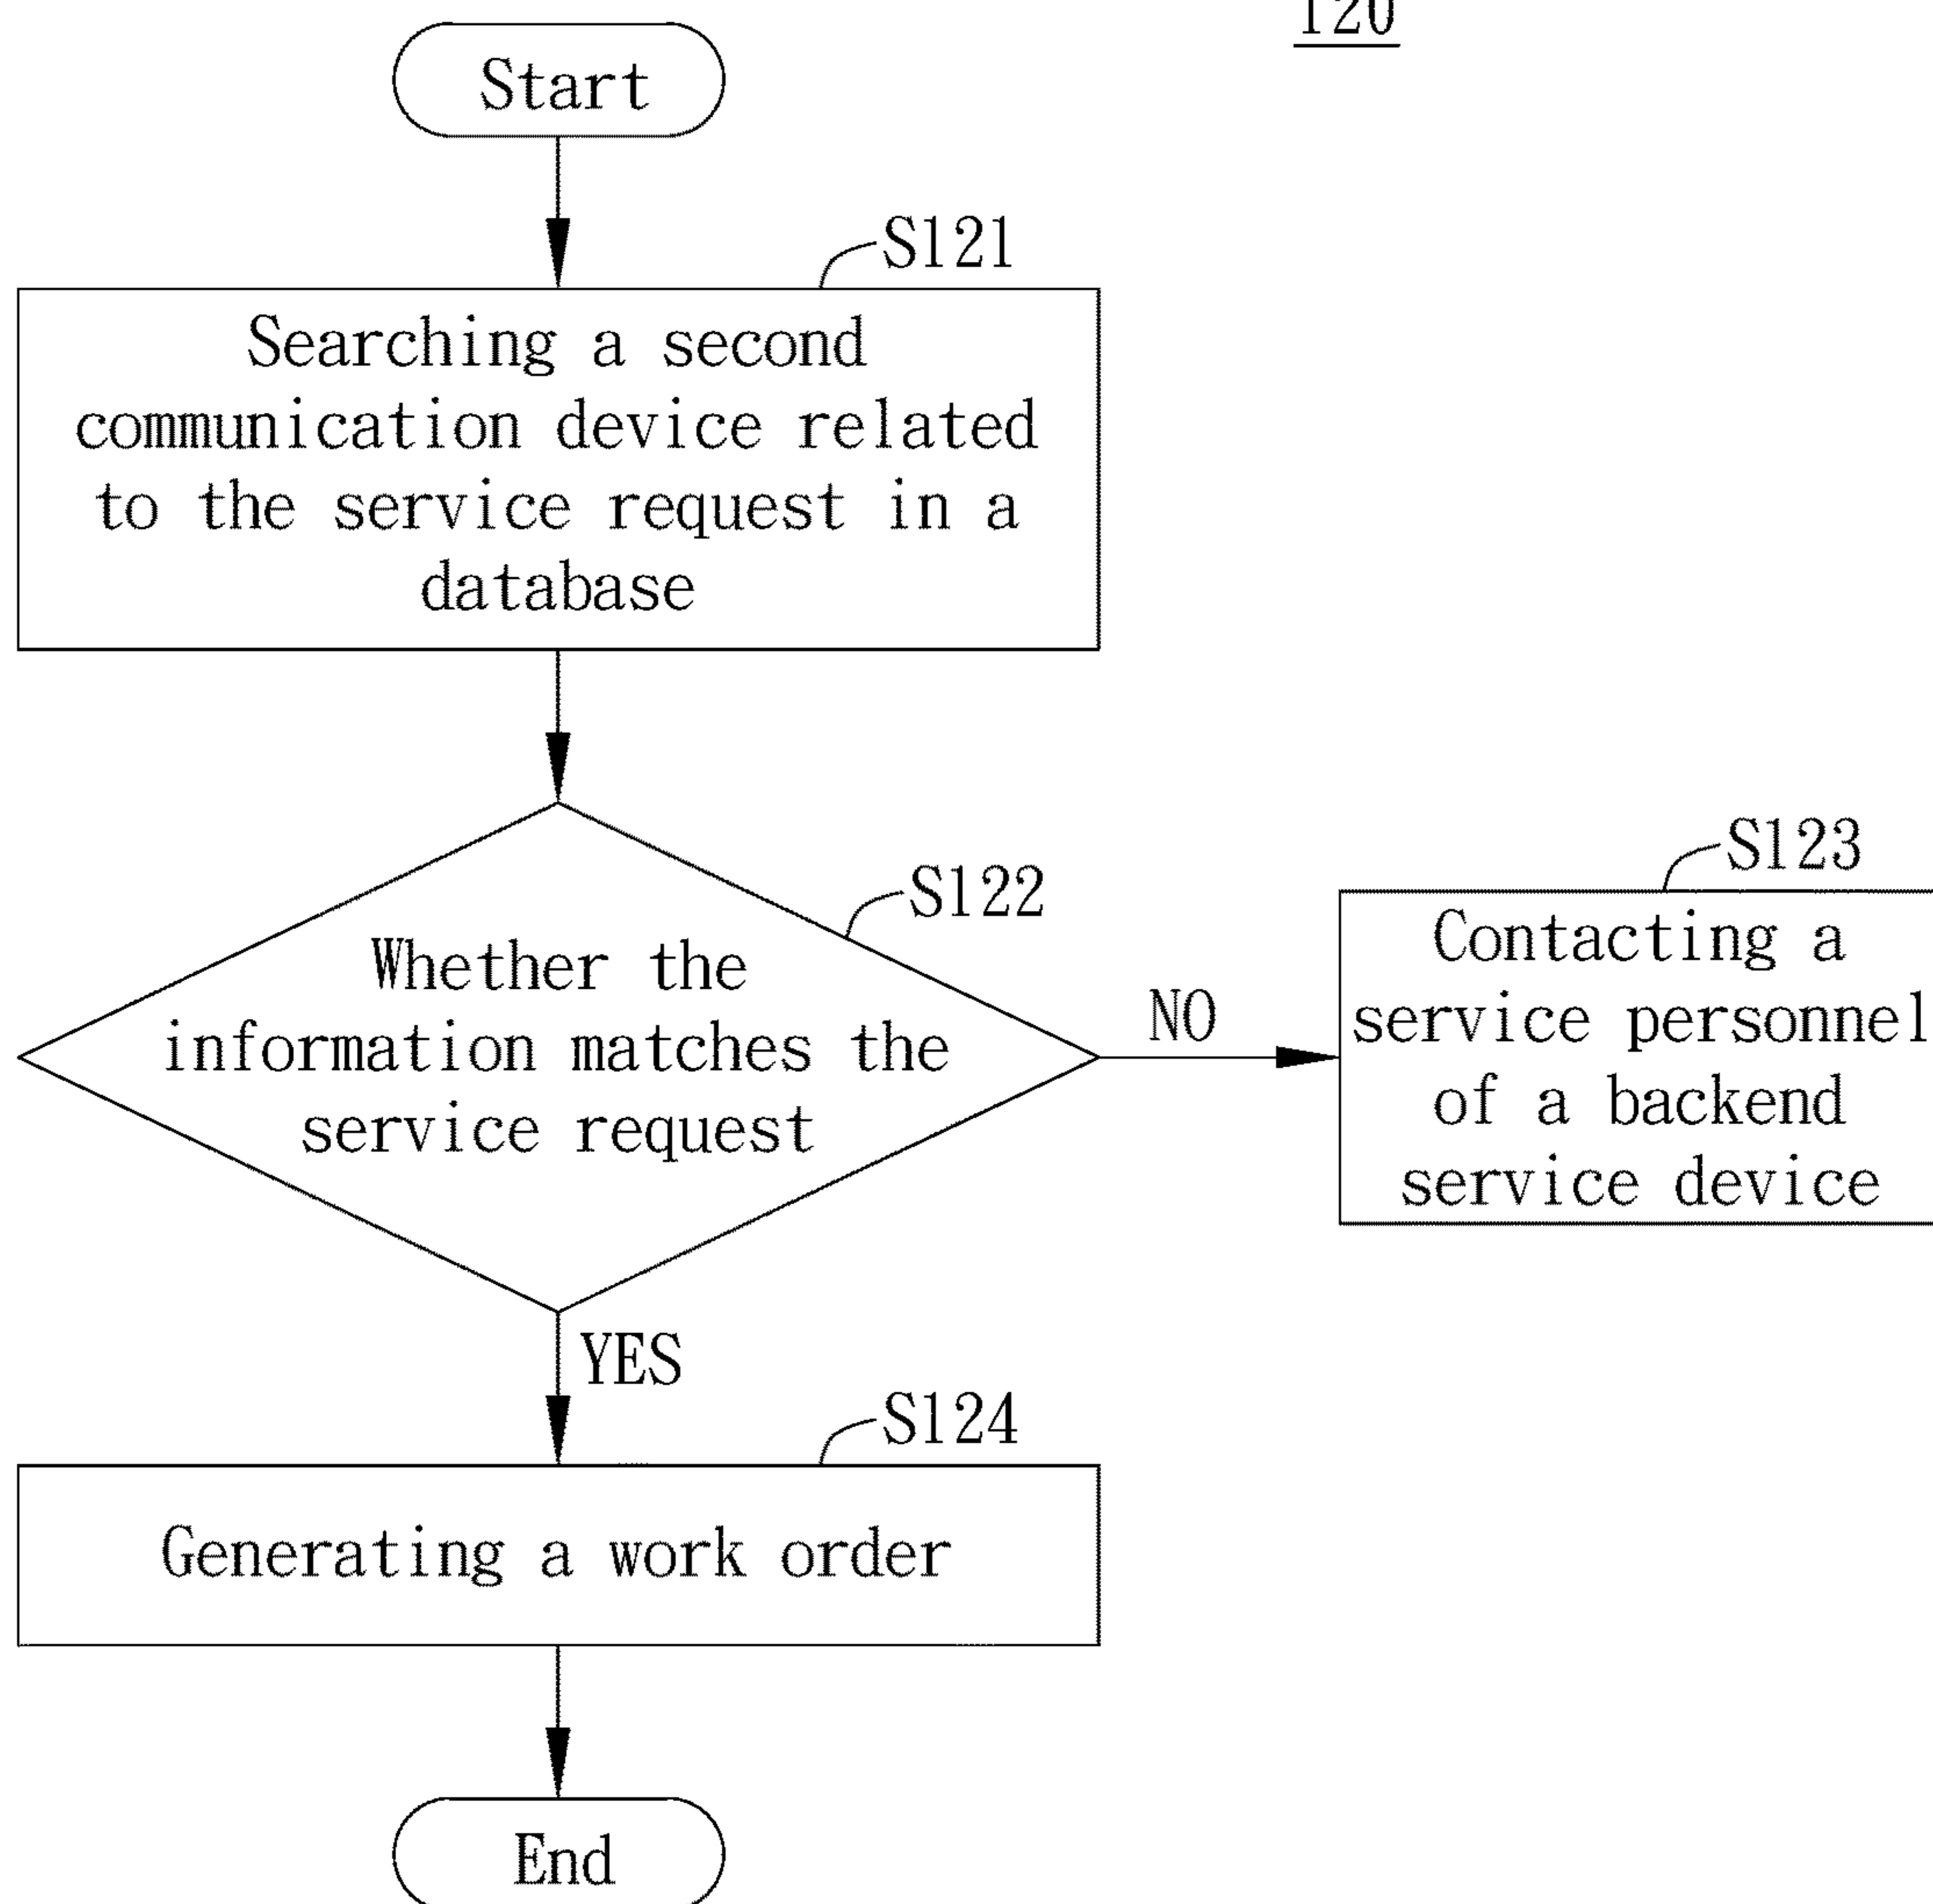 120
Start
S121
Searching a second
communication device related
to the service request in a
database
S122
Whether the
information matches the
service request
NO
S123
Contacting a
service personnel
of a backend
service device
YES
S124
Generating a work order
End